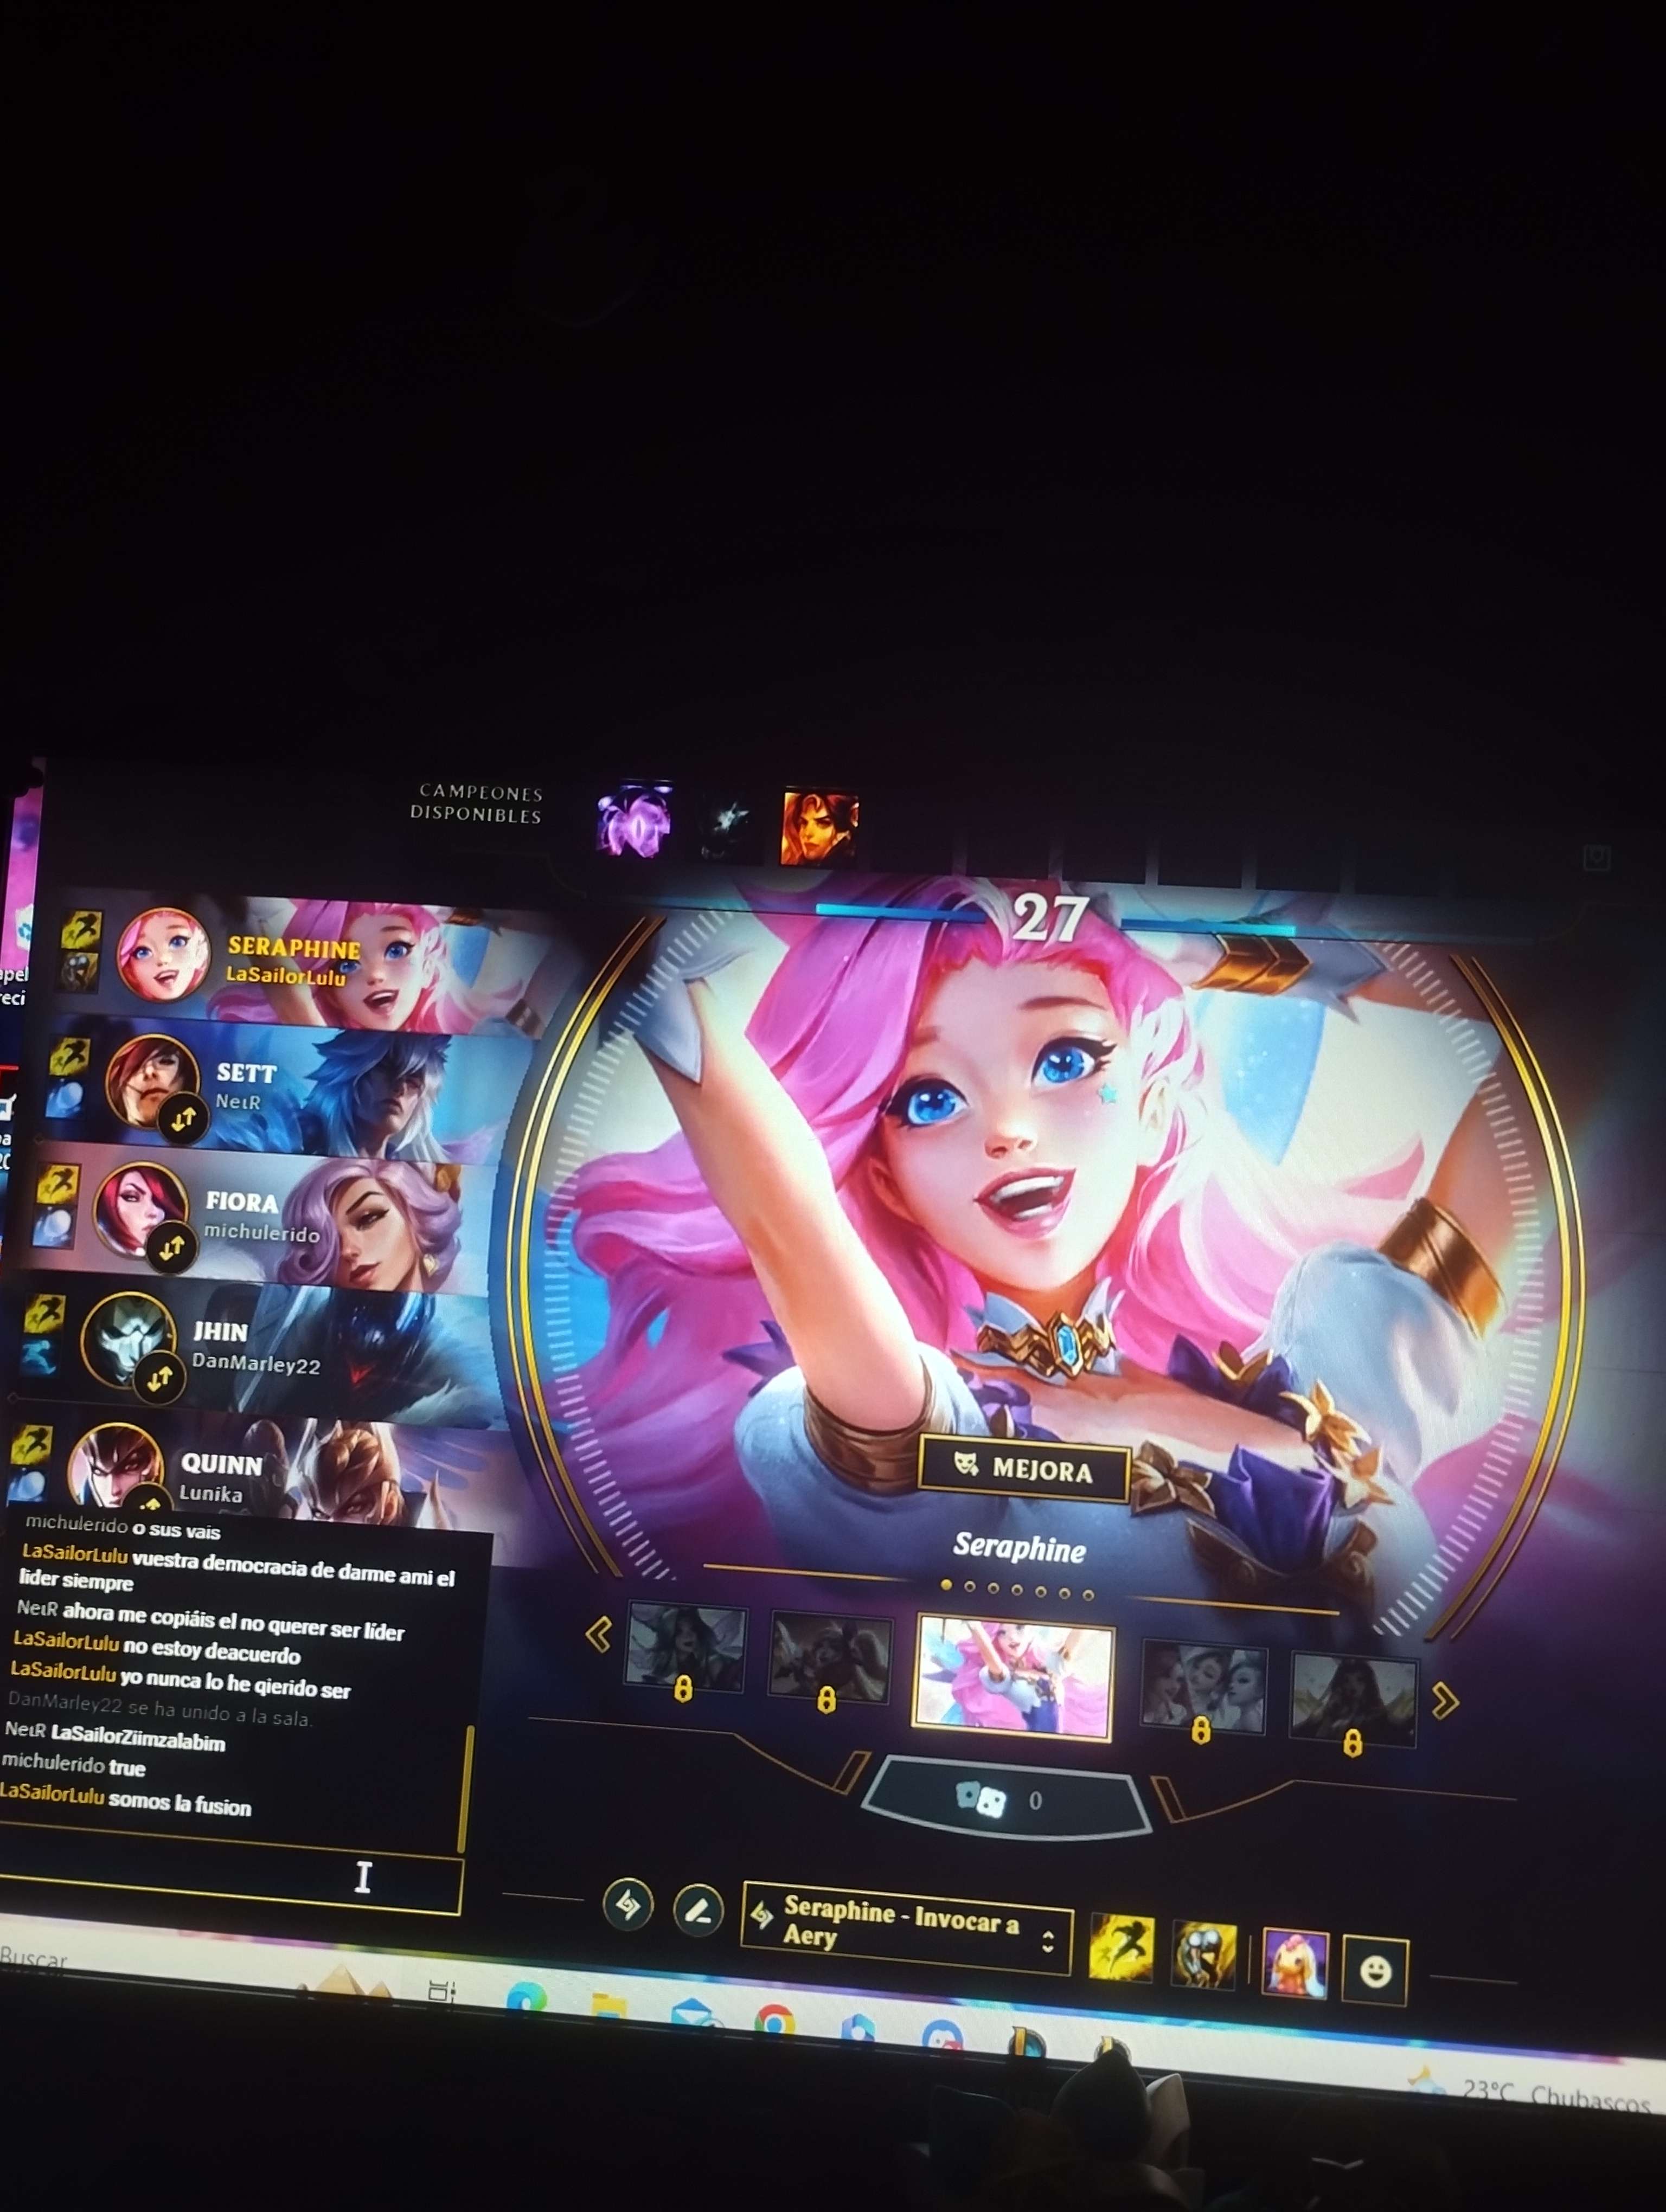 CAMPEONES
DISPONIBLES
27
SERAPHINE
LaSailorLulu
SETT
NeιR
FIORA
michulerido
JHIN
DanMarley22
QUINN
Lunika
michulerido o sus vais
LaSailorLulu vuestra democracia de darme ami el
lider siempre
NeιR ahora me copiáis el no querer ser líder
LaSailorLulu no estoy deacuerdo
LaSailorLulu yo nunca lo he qierido ser
DanMarley22 se ha unido a la sala.
NeιR LaSailorZiimzalabim
michulerido true
LaSailorLulu somos la fusion
MEJORA
Seraphine
0
Seraphine - Invocar a
Aery
Buscar
23°C Chubascos